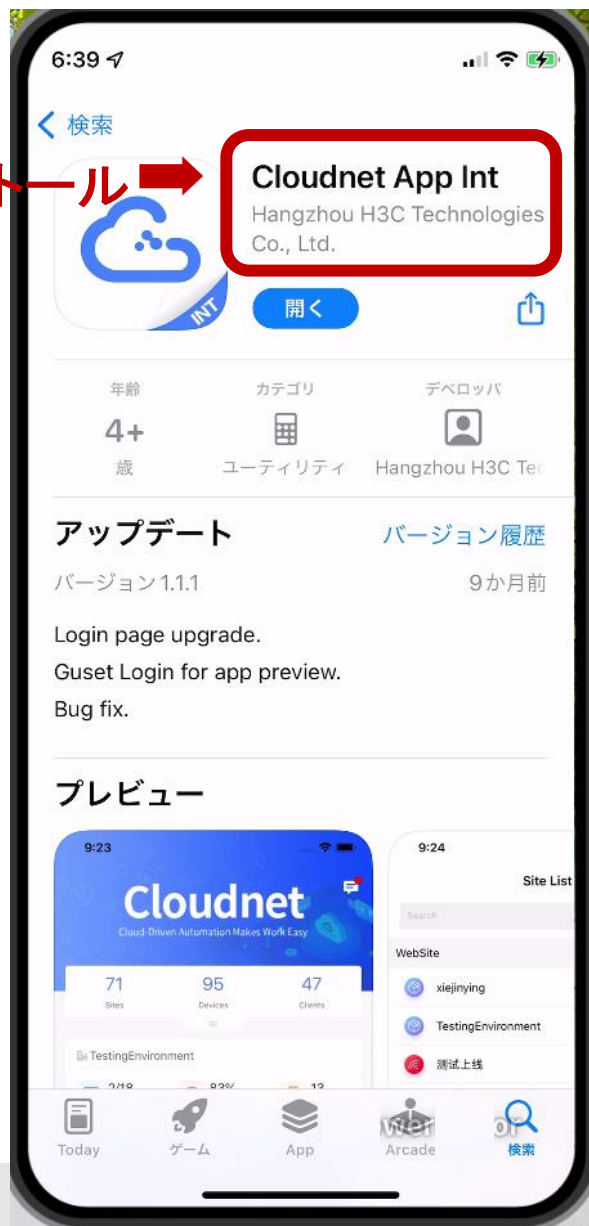 6:39
検索
トール
Cloudnet App Int
Hangzhou H3C Technologies
Co., Ltd.
INT
開く
年齢 カテゴリ デベロッパ
4+
歳 ユーティリティ Hangzhou H3C Tec
アップデート バージョン履歴
バージョン 1.1.1 9か月前
Login page upgrade.
Guset Login for app preview.
Bug fix.
プレビュー
9:23
Cloudnet
Cloud-Driven Automation Makes Work Easy
71 95 47
Sites Devices Clients
TestingEnvironment
2/18 83% 13
9:24
Site List
Search
WebSite
xiejinying
TestingEnvironment
测试上线
Today ゲーム App Arcade 検索